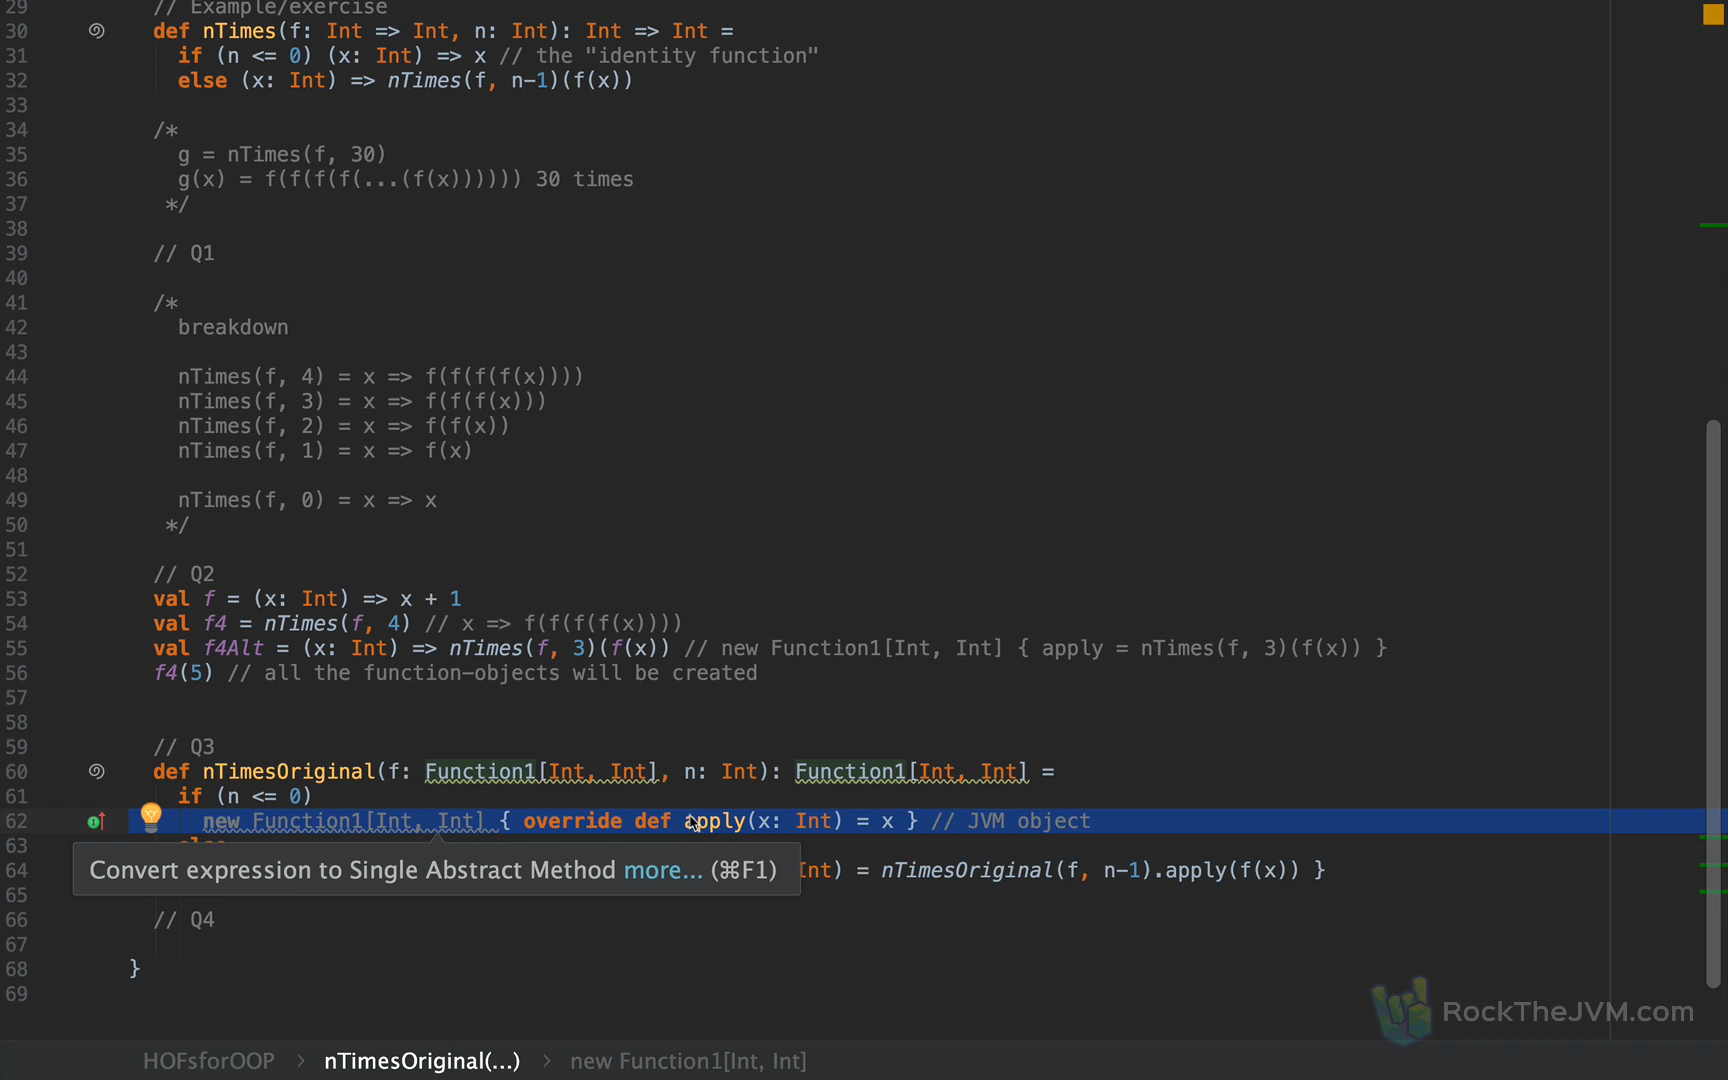 29 // Example/exercise
30 def nTimes(f: Int => Int, n: Int): Int => Int =
31 if (n <= 0) (x: Int) => x // the "identity function"
32 else (x: Int) => nTimes(f, n-1)(f(x))
33
34 /*
35 g = nTimes(f, 30)
36 g(x) = f(f(f(f(...(f(x)))))) 30 times
37 */
38
39 // Q1
40
41 /*
42 breakdown
43
44 nTimes(f, 4) = x => f(f(f(f(x))))
45 nTimes(f, 3) = x => f(f(f(x)))
46 nTimes(f, 2) = x => f(f(x))
47 nTimes(f, 1) = x => f(x)
48
49 nTimes(f, 0) = x => x
50 */
51
52 // Q2
53 val f = (x: Int) => x + 1
54 val f4 = nTimes(f, 4) // x => f(f(f(f(x))))
55 val f4Alt = (x: Int) => nTimes(f, 3)(f(x)) // new Function1[Int, Int] { apply = nTimes(f, 3)(f(x)) }
56 f4(5) // all the function-objects will be created
57
58
59 // Q3
60 def nTimesOriginal(f: Function1[Int, Int], n: Int): Function1[Int, Int] =
61 if (n <= 0)
62 new Function1[Int, Int] { override def apply(x: Int) = x } // JVM object
63
Convert expression to Single Abstract Method more... (⌘F1)
64 Int) = nTimesOriginal(f, n-1).apply(f(x)) }
65
66 // Q4
67
68 }
69
RockTheJVM.com
HOFsforOOP > nTimesOriginal(...) > new Function1[Int, Int]